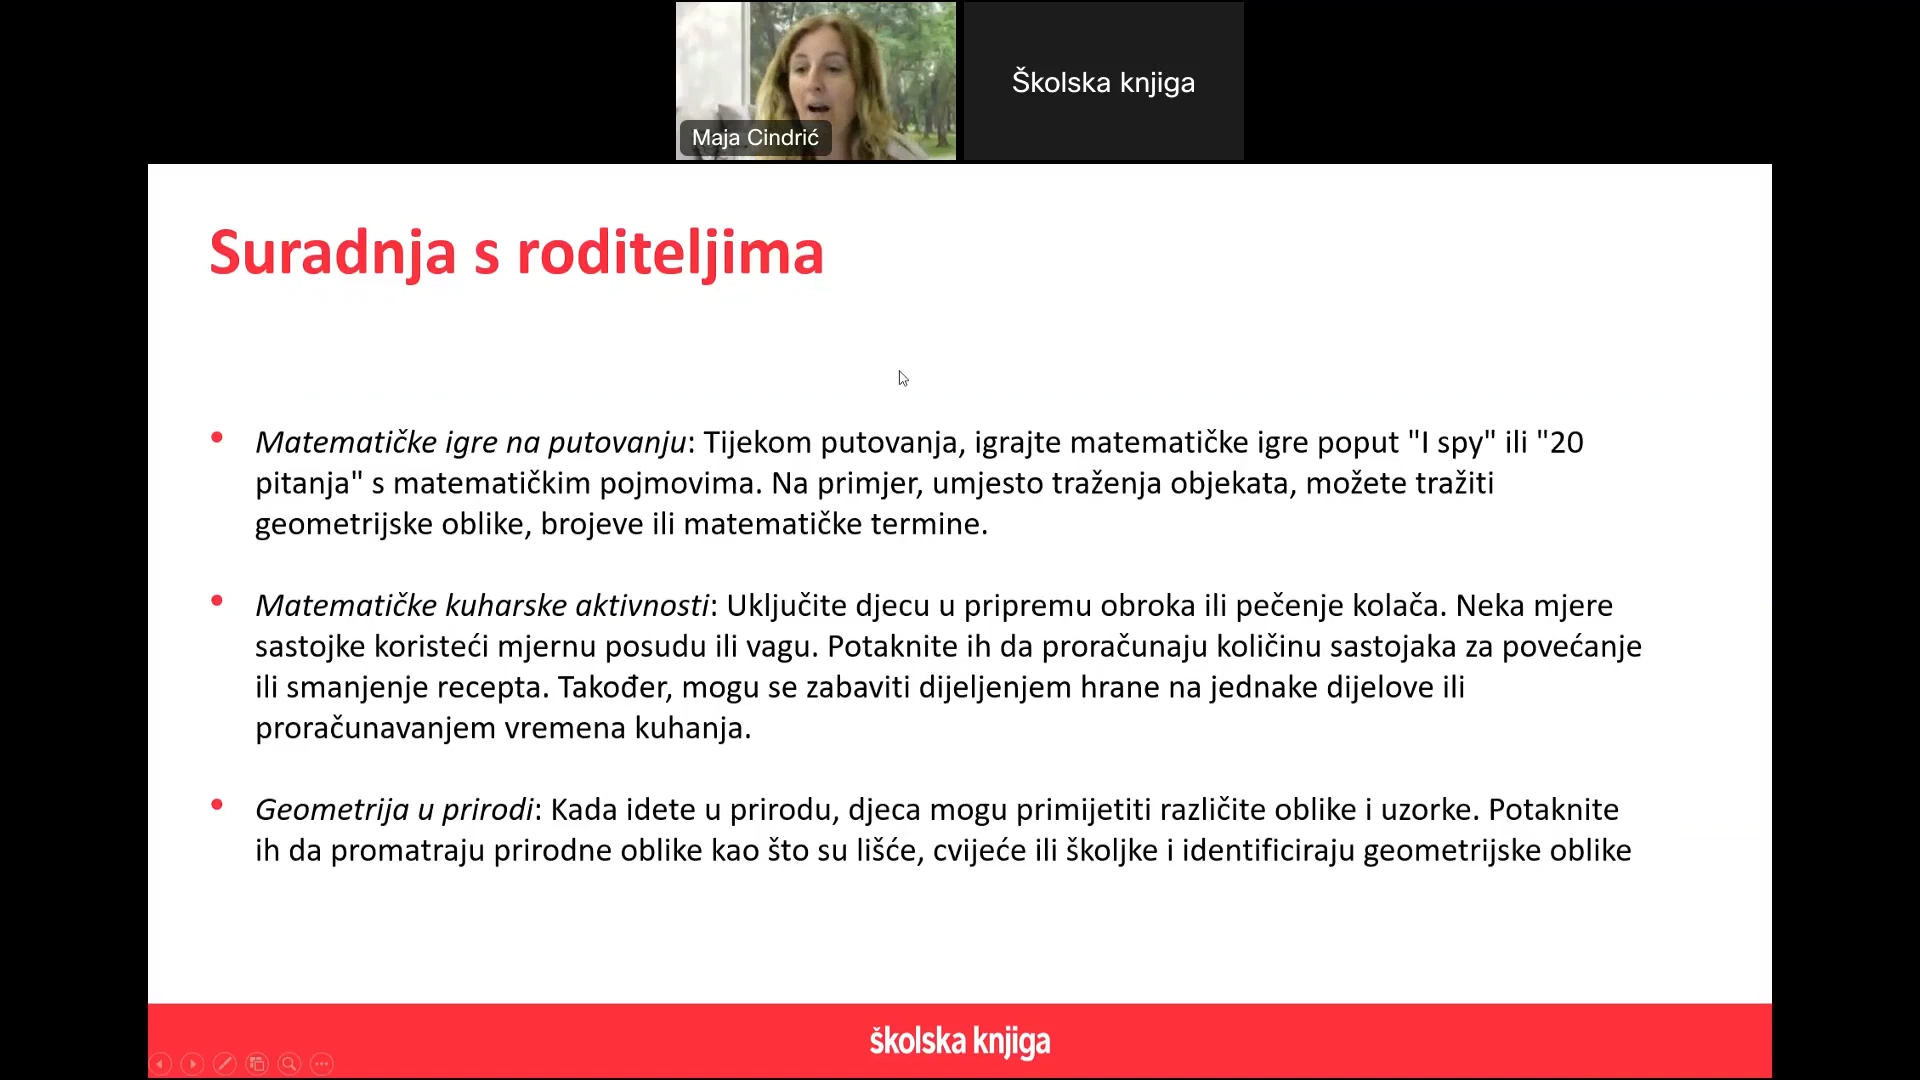 Maja Cindrić
Školska knjiga
Suradnja s roditeljima
• Matematičke igre na putovanju: Tijekom putovanja, igrajte matematičke igre poput "I spy" ili "20
pitanja" s matematičkim pojmovima. Na primjer, umjesto traženja objekata, možete tražiti
geometrijske oblike, brojeve ili matematičke termine.
• Matematičke kuharske aktivnosti: Uključite djecu u pripremu obroka ili pečenje kolača. Neka mjere
sastojke koristeći mjernu posudu ili vagu. Potaknite ih da proračunaju količinu sastojaka za povećanje
ili smanjenje recepta. Također, mogu se zabaviti dijeljenjem hrane na jednake dijelove ili
proračunavanjem vremena kuhanja.
• Geometrija u prirodi: Kada idete u prirodu, djeca mogu primijetiti različite oblike i uzorke. Potaknite
ih da promatraju prirodne oblike kao što su lišće, cvijeće ili školjke i identificiraju geometrijske oblike
školska knjiga